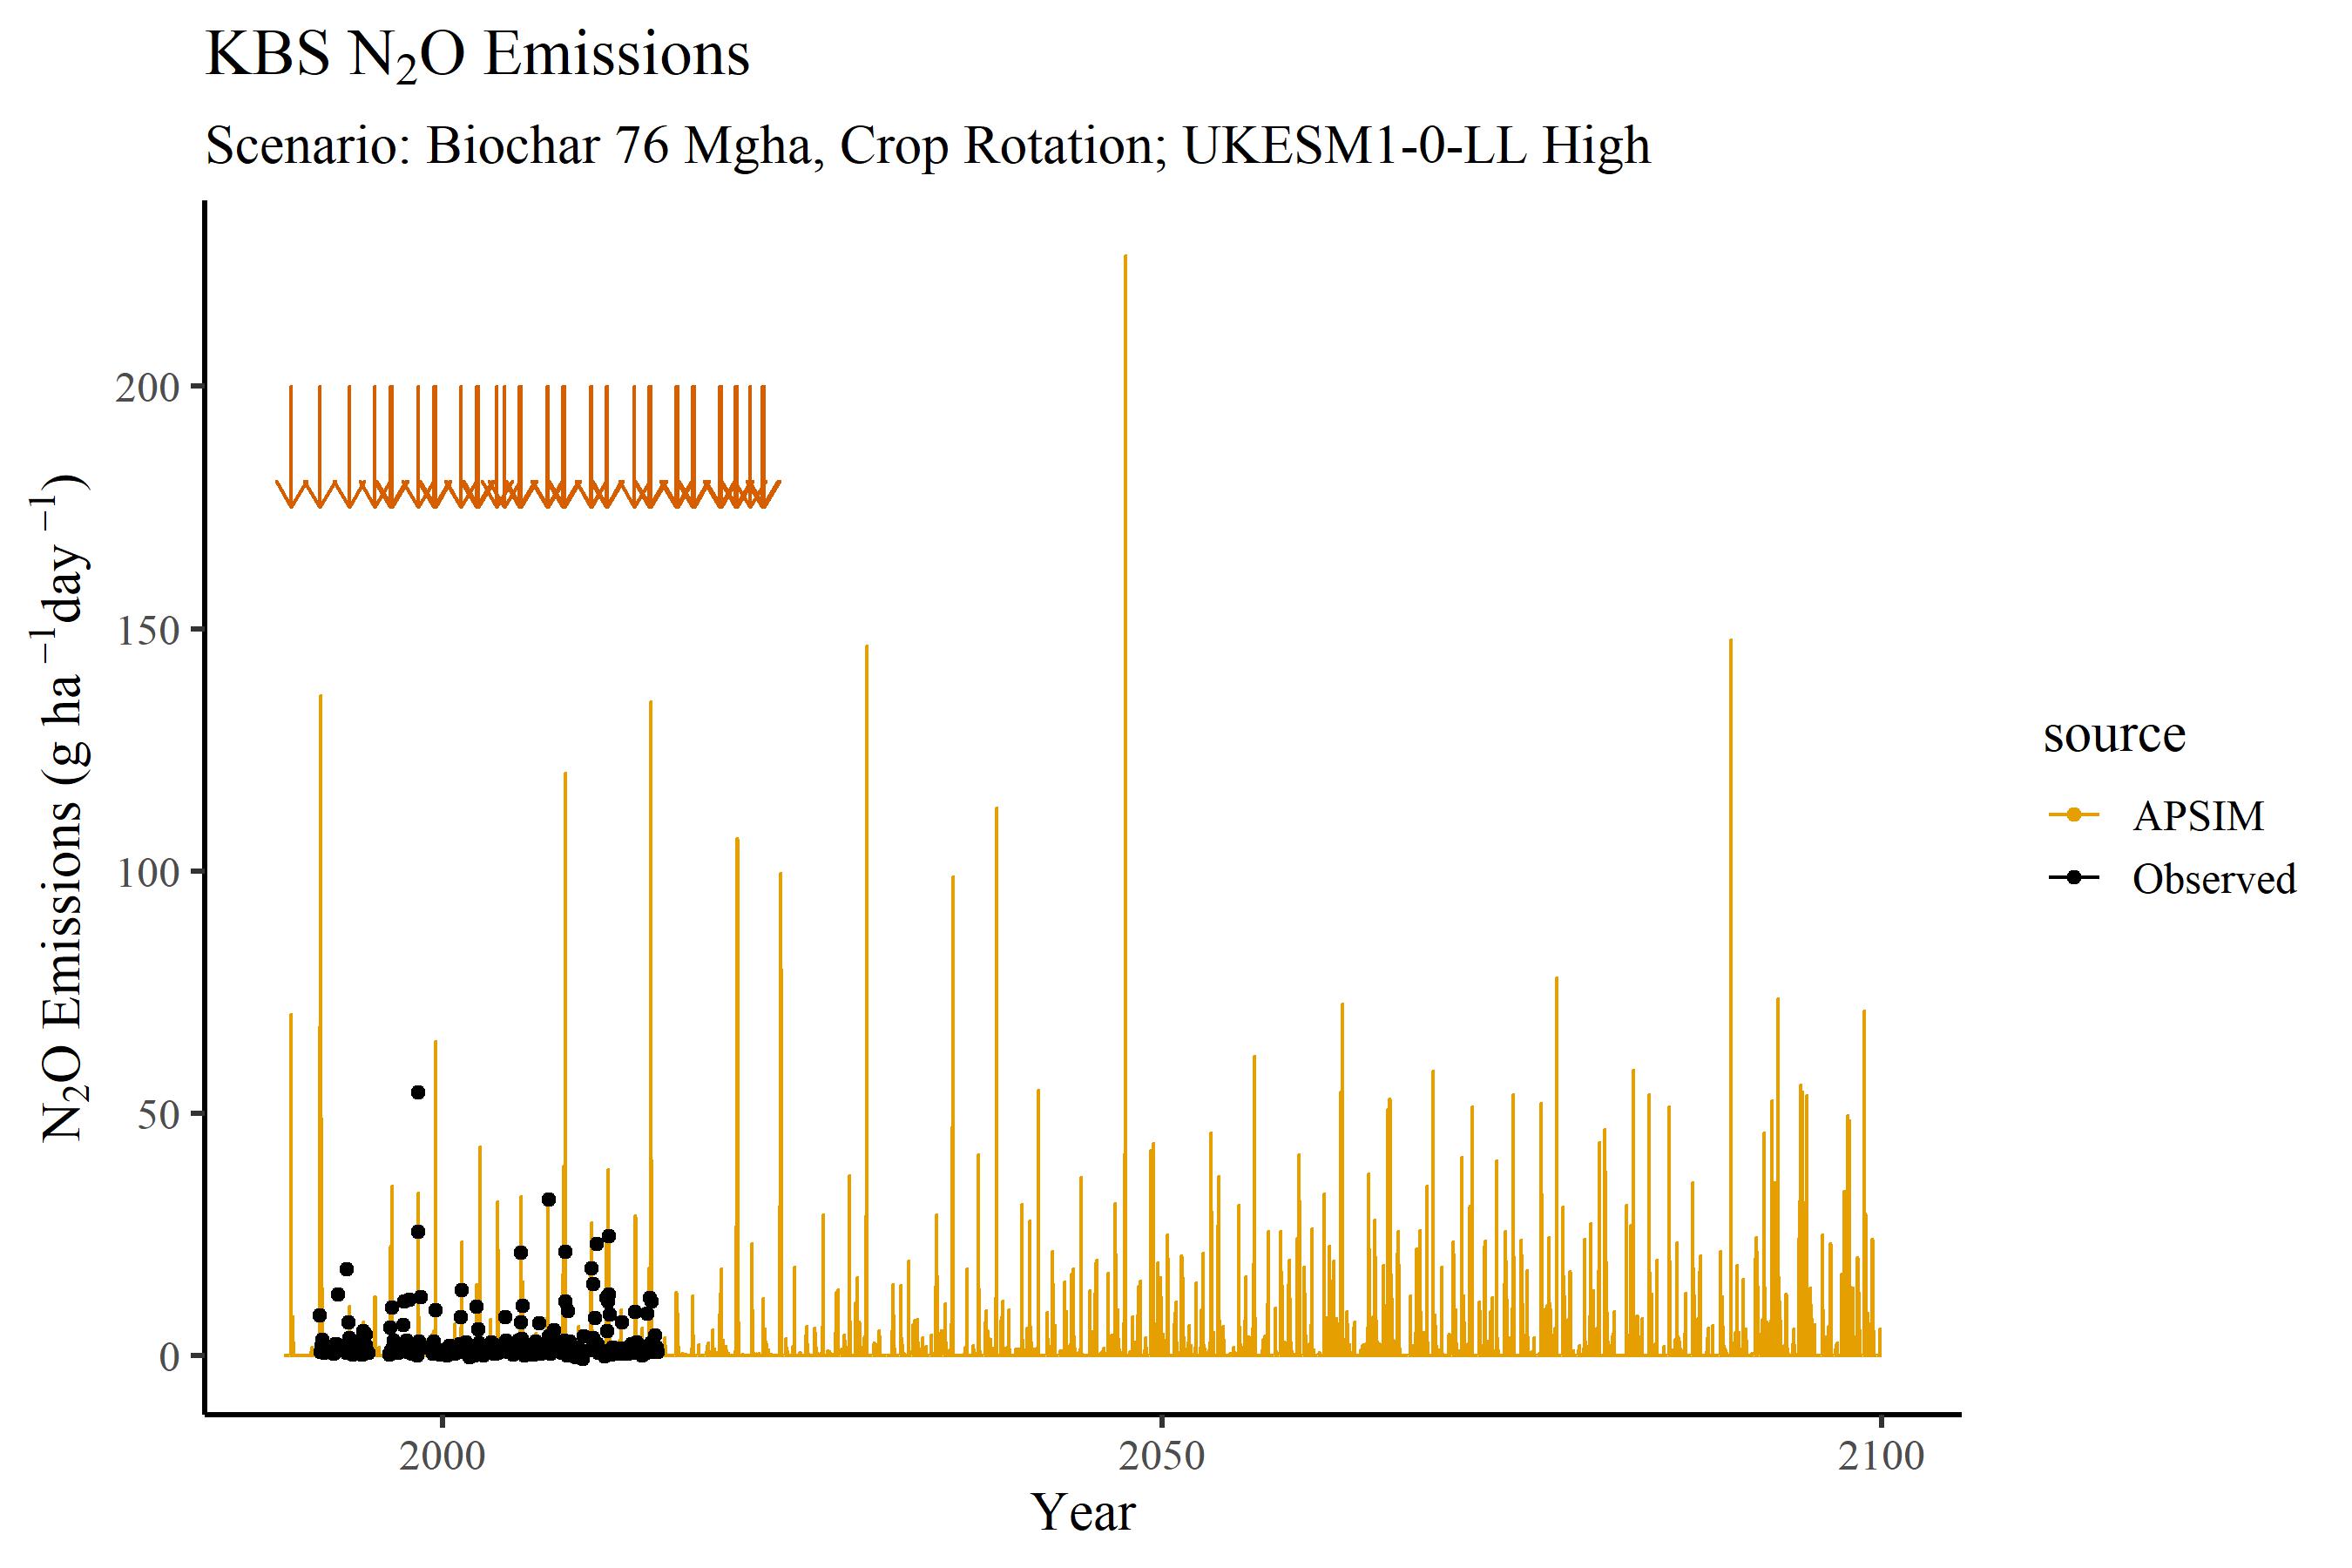 KBS N₂O Emissions
Scenario: Biochar 76 Mgha, Crop Rotation; UKESM1-0-LL High
N₂O Emissions (g ha ⁻¹day ⁻¹)
200
150
100
50
0
2000
2050
2100
Year
source
APSIM
Observed